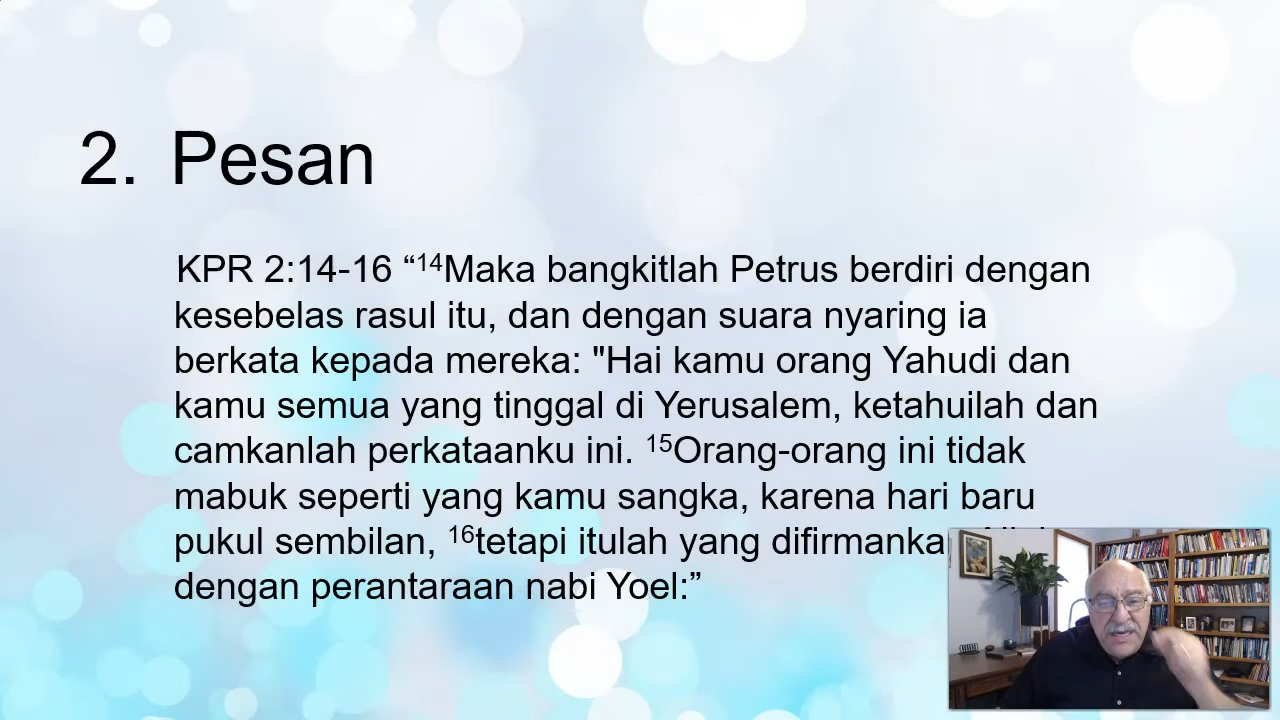 2. Pesan
KPR 2:14-16 “¹⁴Maka bangkitlah Petrus berdiri dengan
kesebelas rasul itu, dan dengan suara nyaring ia
berkata kepada mereka: "Hai kamu orang Yahudi dan
kamu semua yang tinggal di Yerusalem, ketahuilah dan
camkanlah perkataanku ini. ¹⁵Orang-orang ini tidak
mabuk seperti yang kamu sangka, karena hari baru
pukul sembilan, ¹⁶tetapi itulah yang
dengan perantaraan nabi Yoel:”